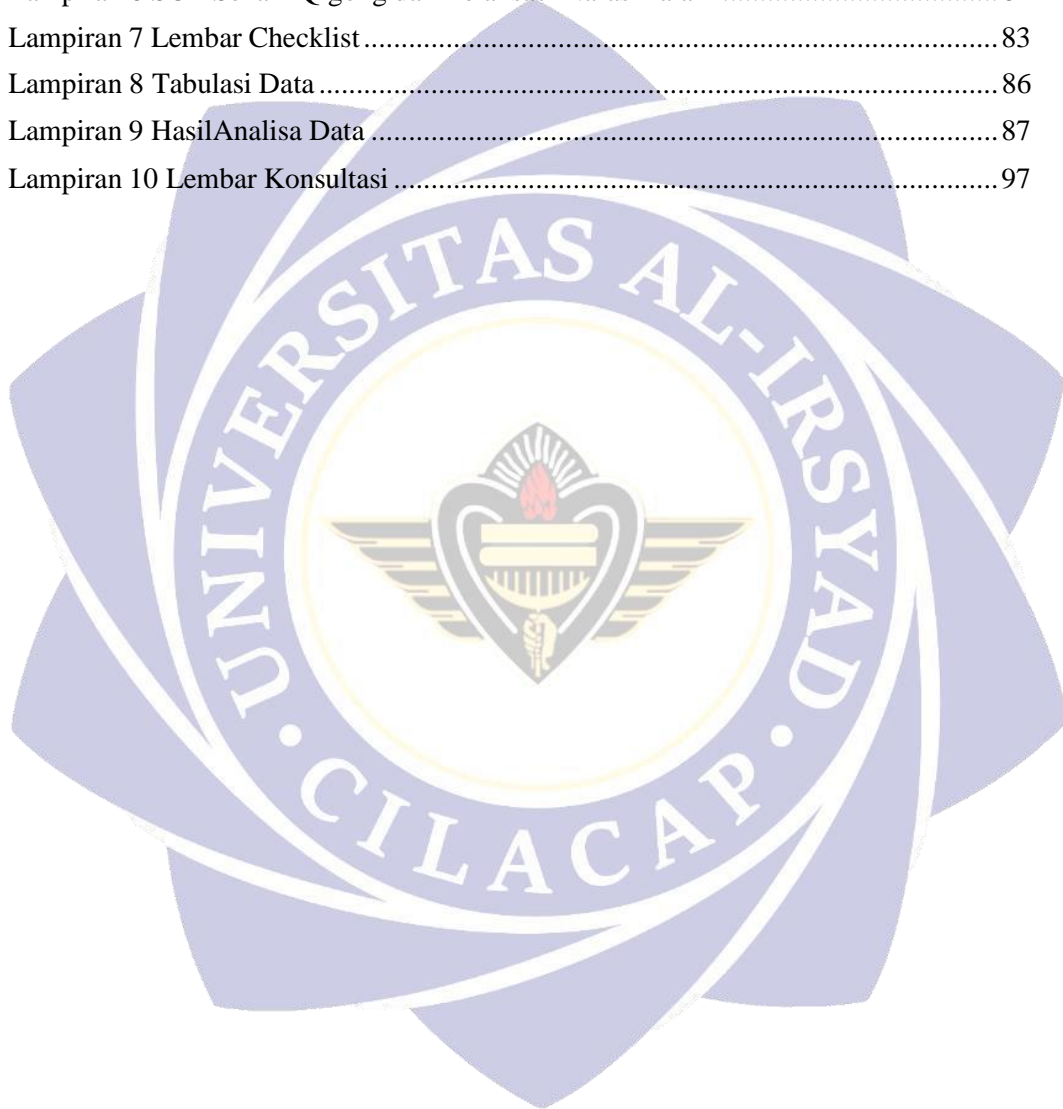 Lampiran 7 Lembar Checklist ........................................................................................ 83
Lampiran 8 Tabulasi Data ............................................................................................. 86
Lampiran 9 HasilAnalisa Data ...................................................................................... 87
Lampiran 10 Lembar Konsultasi ................................................................................... 97
UNIVERSITAS AL-IRSYAD
• CILACAP •